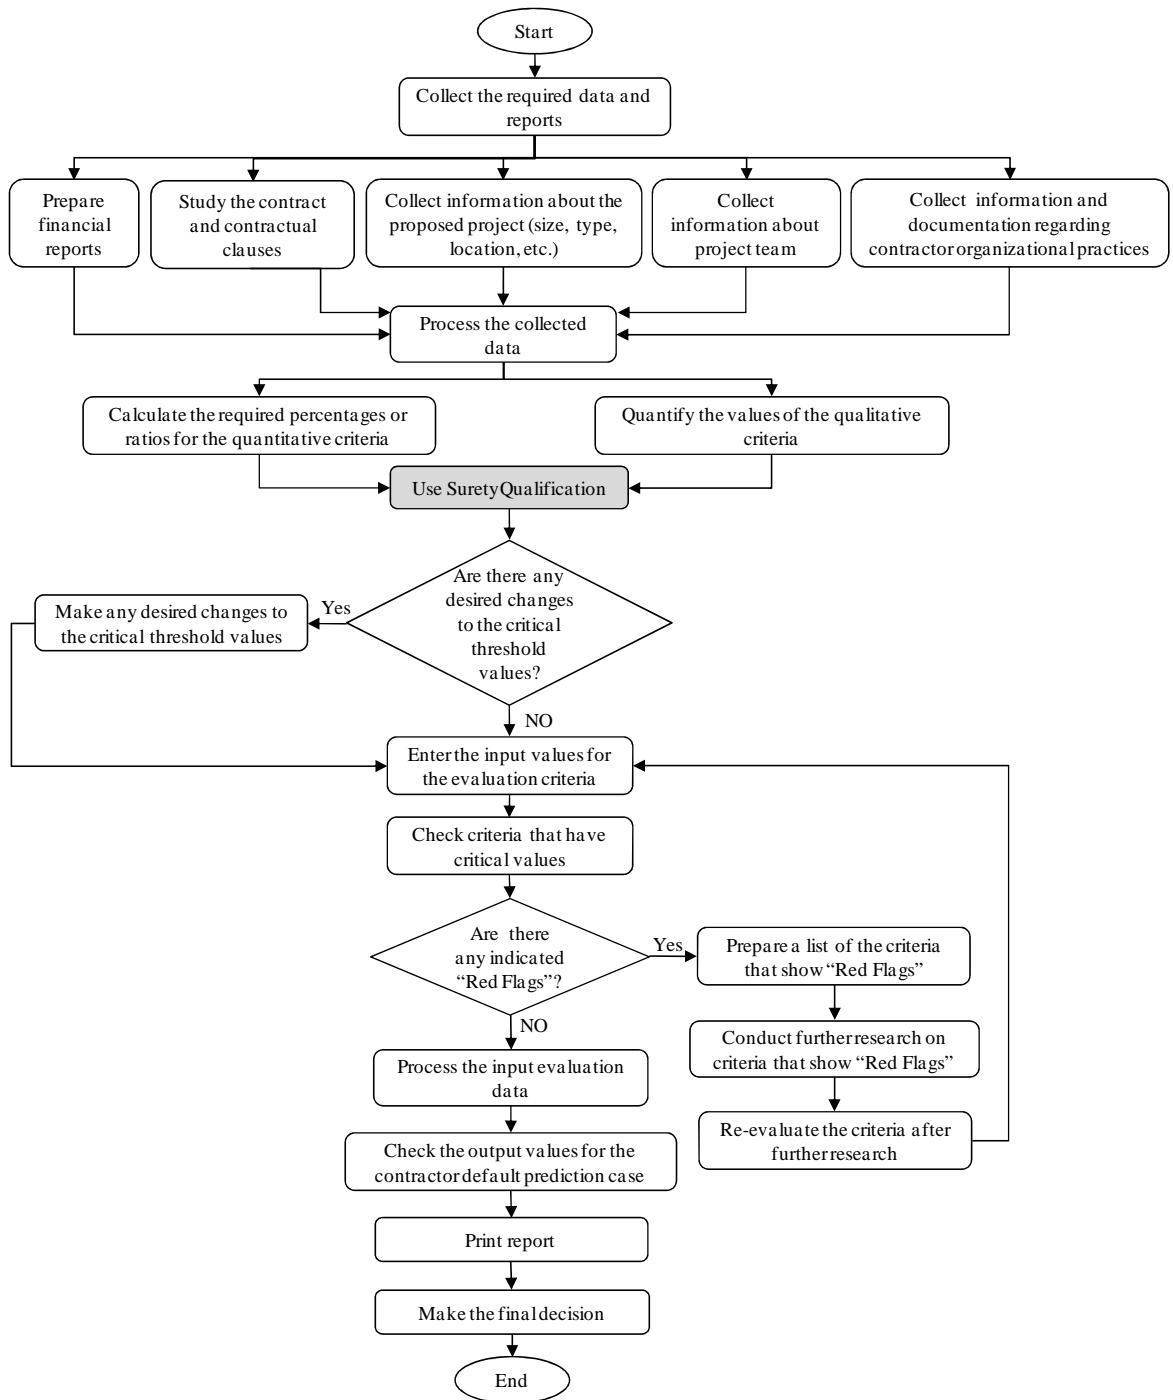 Start
Collect the required data and
reports
Prepare
financial
reports
Study the contract
and contractual
clauses
Collect information about the
proposed project (size, type,
location, etc.)
Collect
information about
project team
Collect information and
documentation regarding
contractor organizational practices
Process the collected
data
Calculate the required percentages or
ratios for the quantitative criteria
Quantify the values of the qualitative
criteria
Use SuretyQualification
Are there any
desired changes
to the critical
threshold
values?
Yes
Make any desired changes to
the critical threshold values
NO
Enter the input values for
the evaluation criteria
Check criteria that have
critical values
Are there
any indicated
“Red Flags”?
Yes
Prepare a list of the criteria
that show “Red Flags”
Conduct further research on
criteria that show “Red Flags”
Re-evaluate the criteria after
further research
NO
Process the input evaluation
data
Check the output values for the
contractor default prediction case
Print report
Make the final decision
End